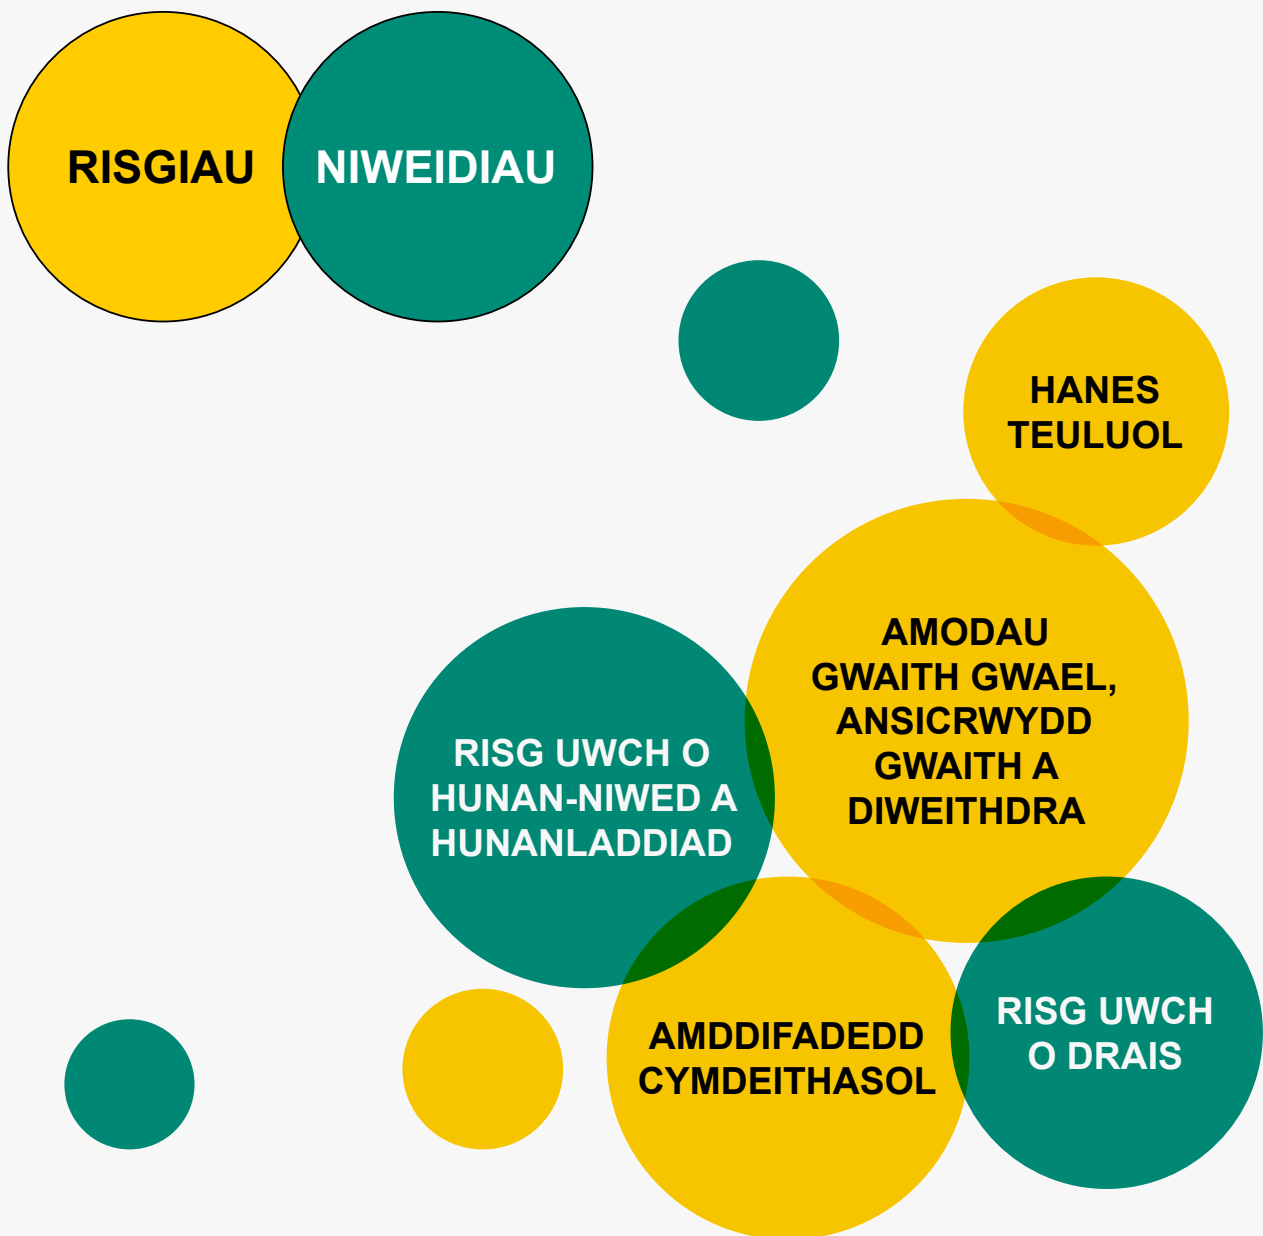 RISGIAU
NIWEIDIAU
HANES
TEULUOL
AMODAU
GWAITH GWAEL,
ANSICRWYDD
GWAITH A
DIWEITHDRA
RISG UWCH O
HUNAN-NIWED A
HUNANLADDIAD
AMDDIFADEDD
CYMDEITHASOL
RISG UWCH
O DRAIS